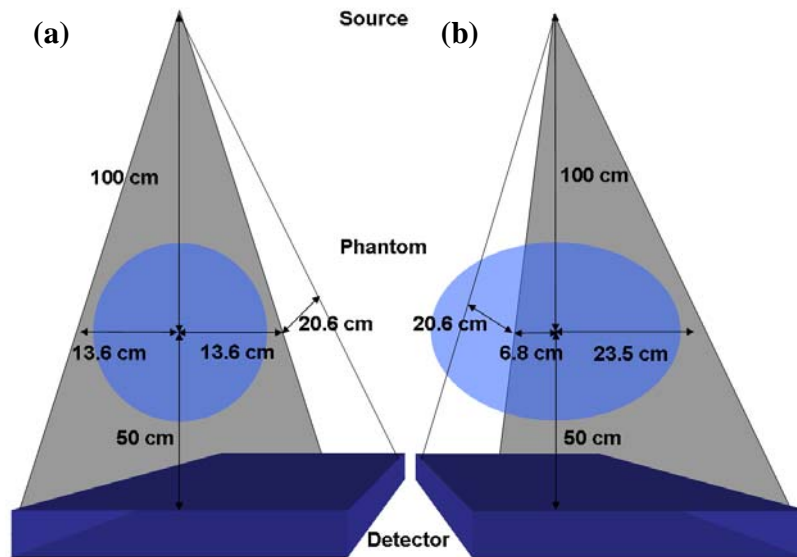 (a)
Source
(b)
100 cm
100 cm
Phantom
20.6 cm
20.6 cm
13.6 cm
13.6 cm
6.8 cm
23.5 cm
50 cm
50 cm
Detector